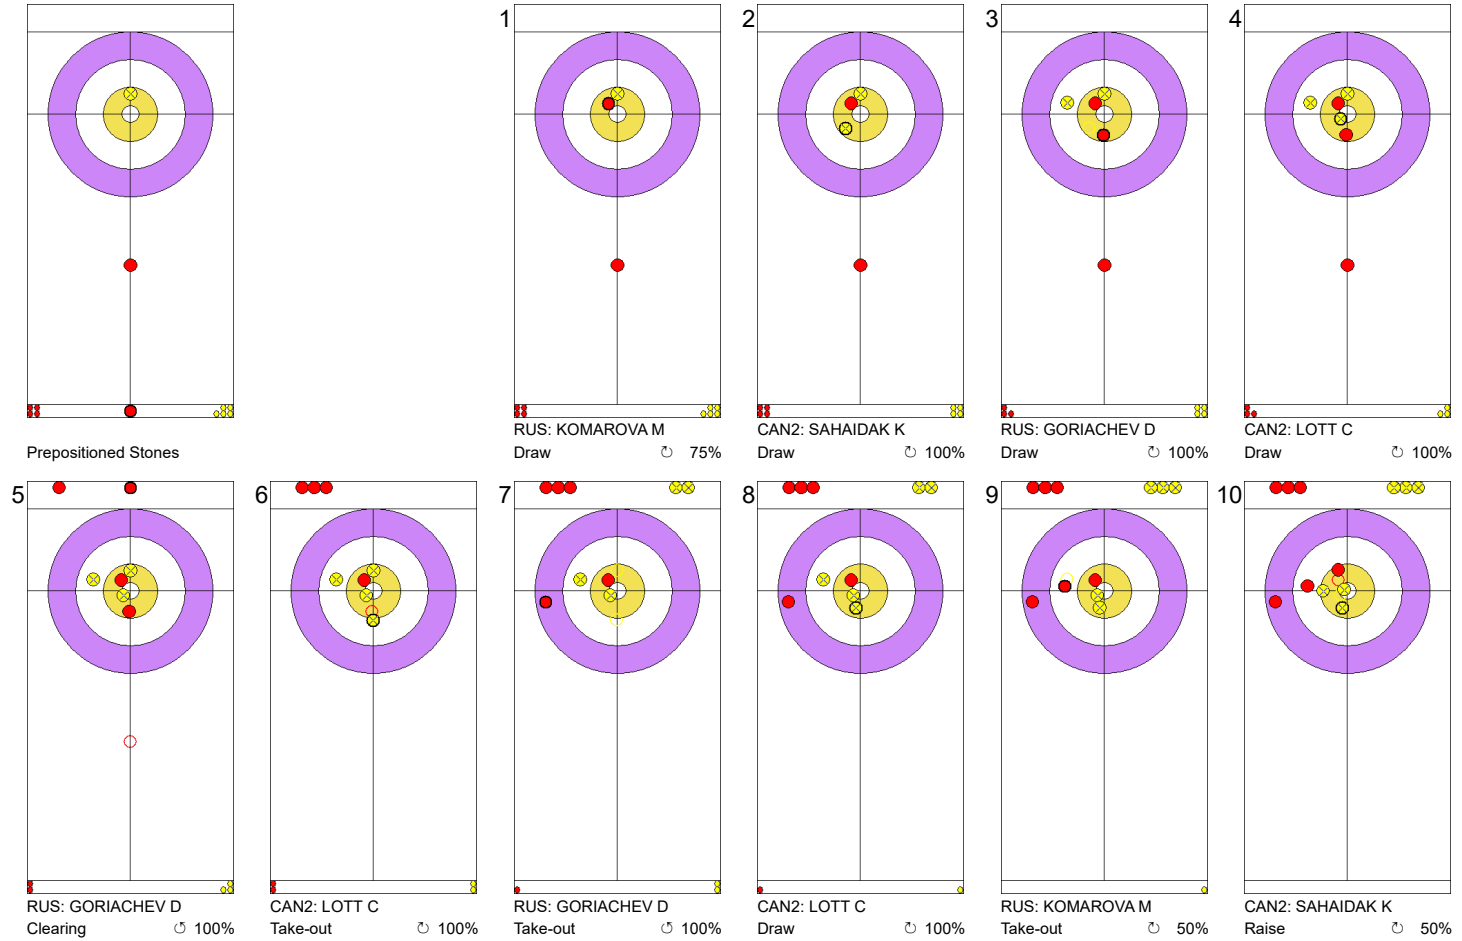 1
2
3
4
Prepositioned Stones
RUS: KOMAROVA M
Draw ↻ 75%
CAN2: SAHAIDAK K
Draw ↻ 100%
RUS: GORIACHEV D
Draw ↻ 100%
CAN2: LOTT C
Draw ↻ 100%
5
6
7
8
9
10
RUS: GORIACHEV D
Clearing ↺ 100%
CAN2: LOTT C
Take-out ↻ 100%
RUS: GORIACHEV D
Take-out ↻ 100%
CAN2: LOTT C
Draw ↻ 100%
RUS: KOMAROVA M
Take-out ↻ 50%
CAN2: SAHAIDAK K
Raise ↻ 50%